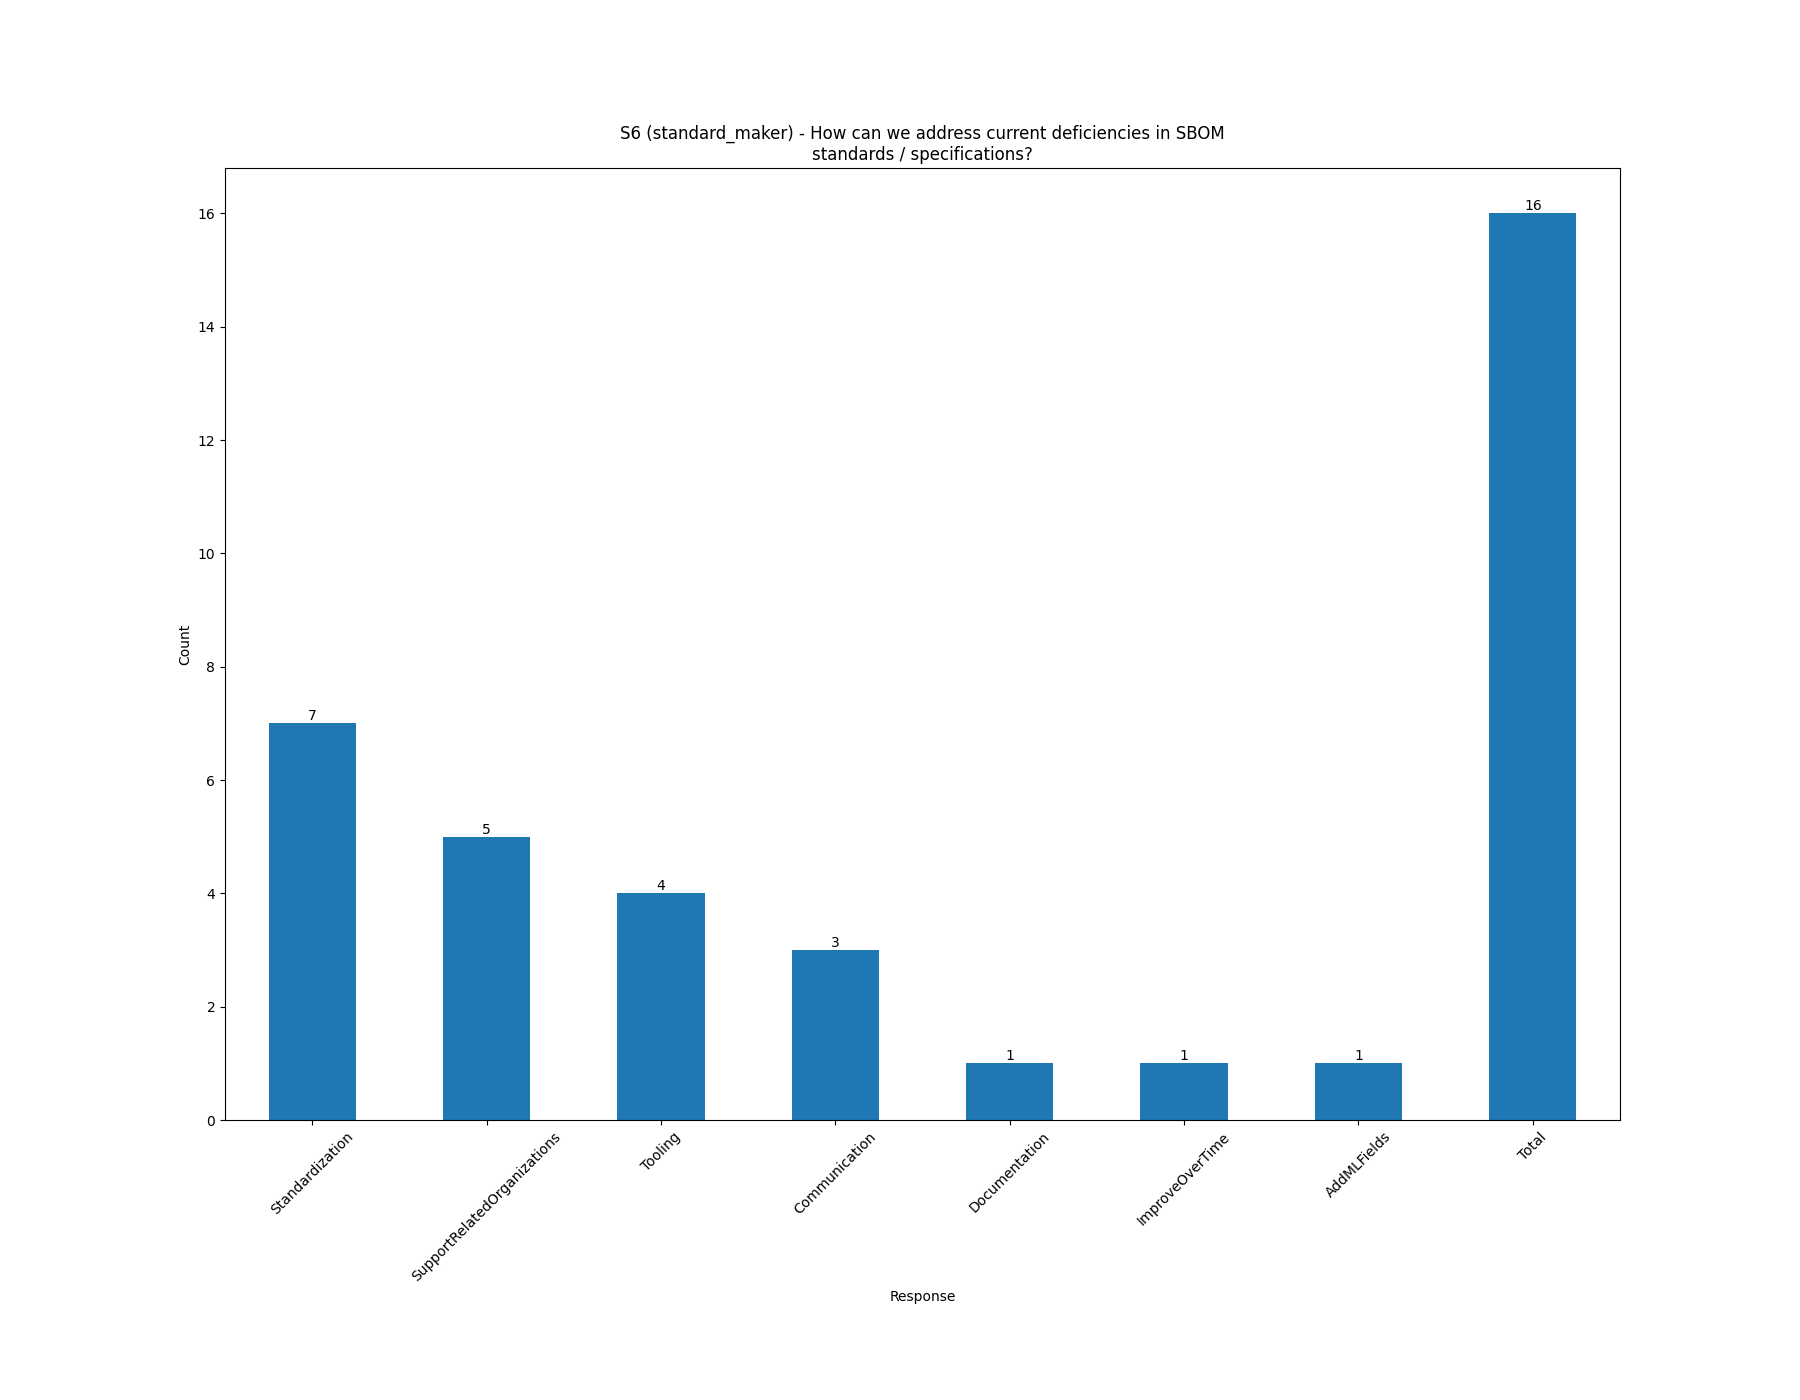 S6 (standard_maker) - How can we address current deficiencies in SBOM
standards / specifications?
Count
16
14
12
10
8
6
4
2
0
7
5
4
3
1
1
1
16
Standardization
SupportRelatedOrganizations
Tooling
Communication
Documentation
ImproveOverTime
AddMLFields
Total
Response